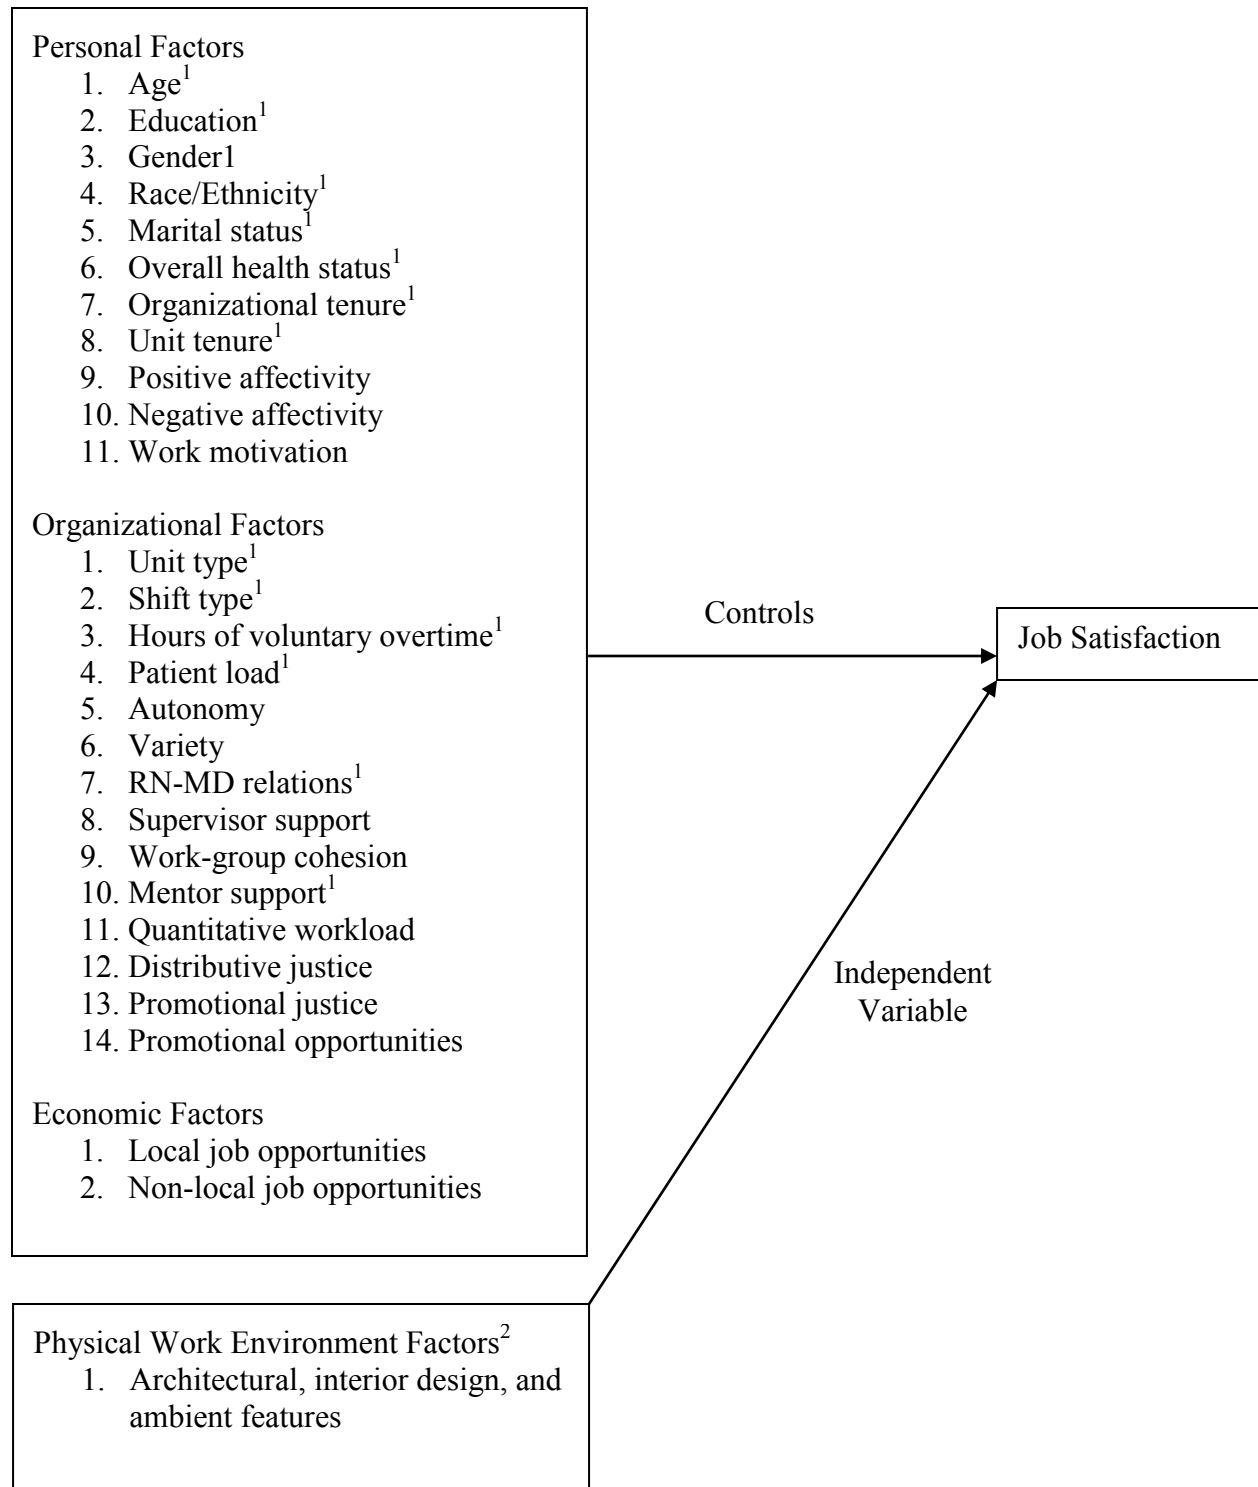 Personal Factors
1. Age¹
2. Education¹
3. Gender1
4. Race/Ethnicity¹
5. Marital status¹
6. Overall health status¹
7. Organizational tenure¹
8. Unit tenure¹
9. Positive affectivity
10. Negative affectivity
11. Work motivation
Organizational Factors
1. Unit type¹
2. Shift type¹
3. Hours of voluntary overtime¹
4. Patient load¹
5. Autonomy
6. Variety
7. RN-MD relations¹
8. Supervisor support
9. Work-group cohesion
10. Mentor support¹
11. Quantitative workload
12. Distributive justice
13. Promotional justice
14. Promotional opportunities
Economic Factors
1. Local job opportunities
2. Non-local job opportunities
Physical Work Environment Factors²
1. Architectural, interior design, and
ambient features
Controls
Independent
Variable
Job Satisfaction